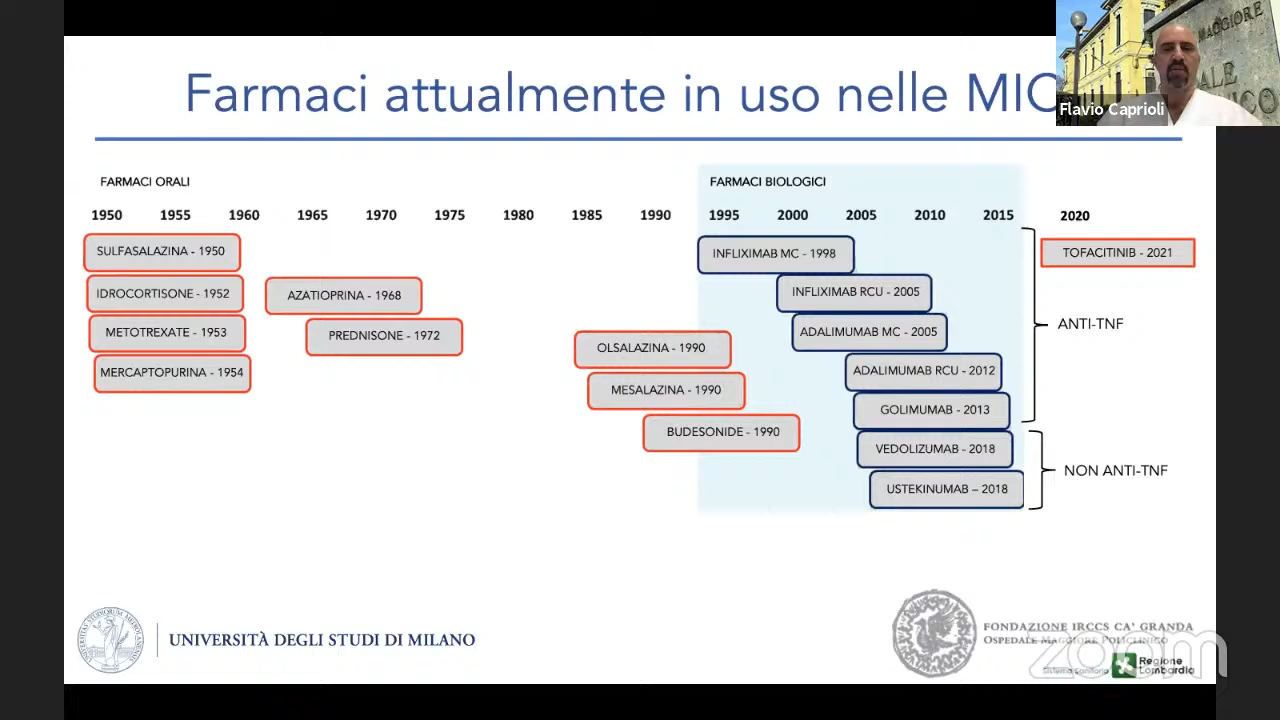 Farmaci attualmente in uso nelle MIC
MAGGIORE
Flavio Caprioli
FARMACI ORALI
FARMACI BIOLOGICI
1950 1955 1960 1965 1970 1975 1980 1985 1990 1995 2000 2005 2010 2015 2020
SULFASALAZINA - 1950
INFLIXIMAB MC - 1998
TOFACITINIB - 2021
IDROCORTISONE - 1952
AZATIOPRINA - 1968
INFLIXIMAB RCU - 2005
METOTREXATE - 1953
PREDNISONE - 1972
ADALIMUMAB MC - 2005
ANTI-TNF
OLSALAZINA - 1990
MERCAPTOPURINA - 1954
ADALIMUMAB RCU - 2012
MESALAZINA - 1990
GOLIMUMAB - 2013
BUDESONIDE - 1990
VEDOLIZUMAB - 2018
NON ANTI-TNF
USTEKINUMAB – 2018
UNIVERSITÀ DEGLI STUDI DI MILANO
FONDAZIONE IRCCS CA' GRANDA
OSPEDALE MAGGIORE POLICLINICO
zoom
Sistema Sanitario
Regione
Lombardia